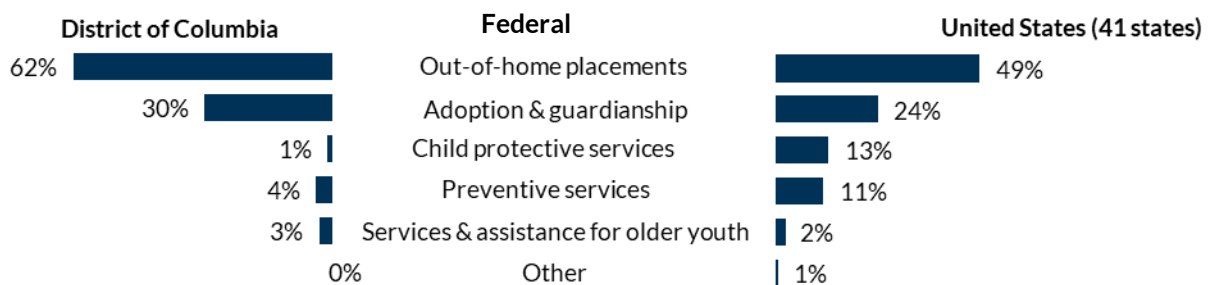 District of Columbia Federal United States (41 states)
62% Out-of-home placements 49%
30% Adoption & guardianship 24%
1% Child protective services 13%
4% Preventive services 11%
3% Services & assistance for older youth 2%
0% Other 1%